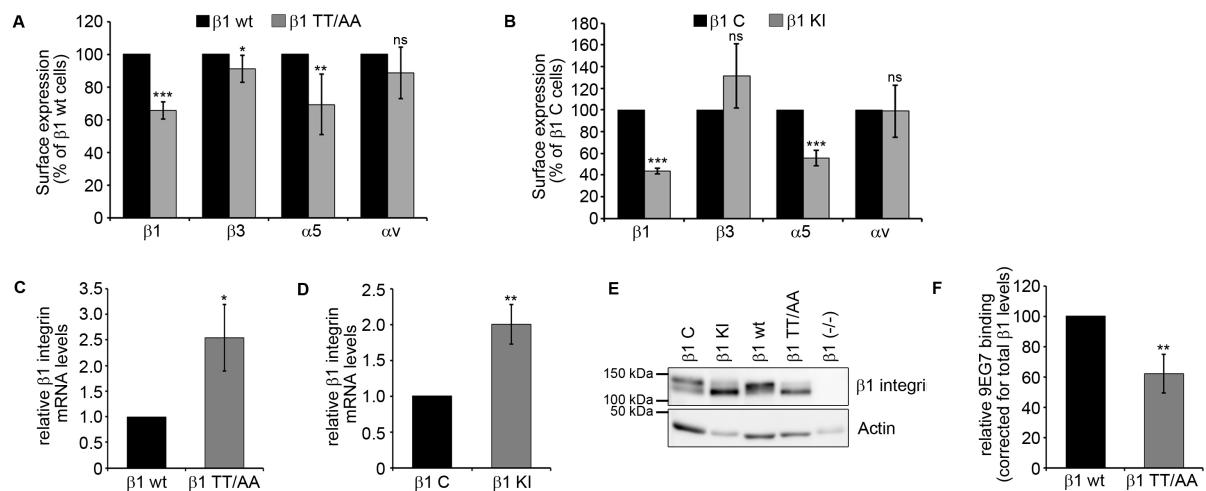 A
β1 wt
β1 TT/AA
Surface expression
(% of β1 wt cells)
120
100
80
60
40
20
0
***
*
**
ns
β1
β3
α5
αv
B
β1 C
β1 KI
Surface expression
(% of β1 C cells)
180
160
140
120
100
80
60
40
20
0
***
ns
***
ns
β1
β3
α5
αv
C
relative β1 integrin
mRNA levels
3.5
3.0
2.5
2.0
1.5
1.0
0.5
0
*
β1 wt
β1 TT/AA
D
relative β1 integrin
mRNA levels
2.5
2.0
1.5
1.0
0.5
0
**
β1 C
β1 KI
E
β1 C
β1 KI
β1 wt
β1 TT/AA
β1 (-/-)
150 kDa
100 kDa
50 kDa
β1 integri
Actin
F
relative 9EG7 binding
(corrected for total β1 levels)
120
100
80
60
40
20
0
**
β1 wt
β1 TT/AA